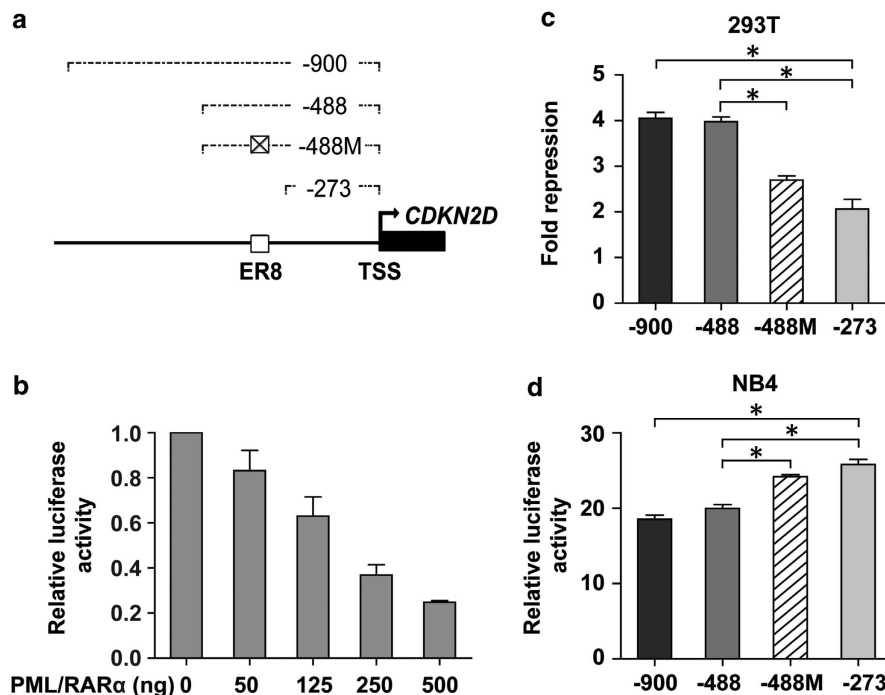 a
-900
-488
-488M
-273
CDKN2D
ER8 TSS
b
Relative luciferase
activity
1.0
0.8
0.6
0.4
0.2
0.0
PML/RARα (ng) 0 50 125 250 500
c
293T
Fold repression
5
4
3
2
1
0
*
*
*
-900 -488 -488M -273
d
NB4
Relative luciferase
activity
30
20
10
0
*
*
*
-900 -488 -488M -273